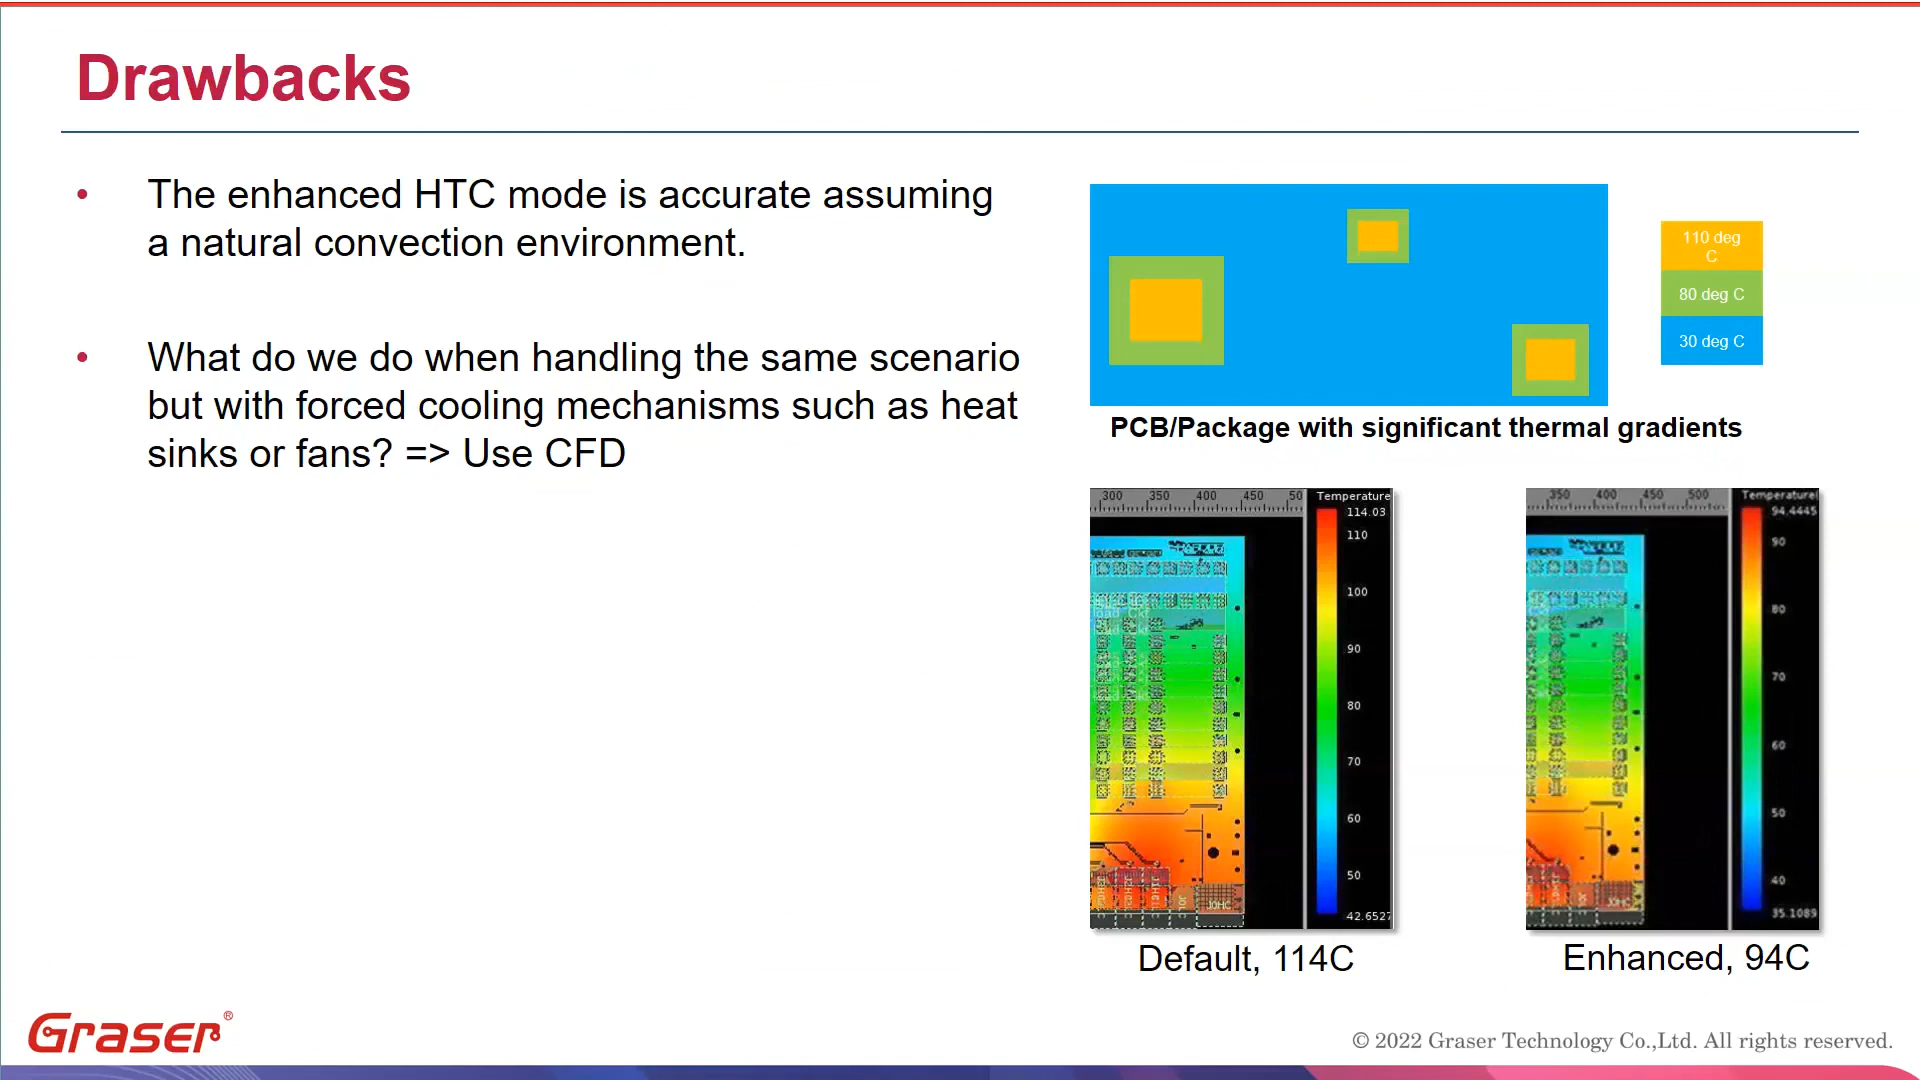 Drawbacks
• The enhanced HTC mode is accurate assuming
a natural convection environment.
• What do we do when handling the same scenario
but with forced cooling mechanisms such as heat
sinks or fans? => Use CFD
110 deg
C
80 deg C
30 deg C
PCB/Package with significant thermal gradients
300 350 400 450 50
Temperature
114.03
110
100
90
80
70
60
50
42.6527
JOHC
350 400 450 500
Temperature(
94.4445
90
80
70
60
50
40
35.1089
Default, 114C
Enhanced, 94C
Graser®
© 2022 Graser Technology Co.,Ltd. All rights reserved.